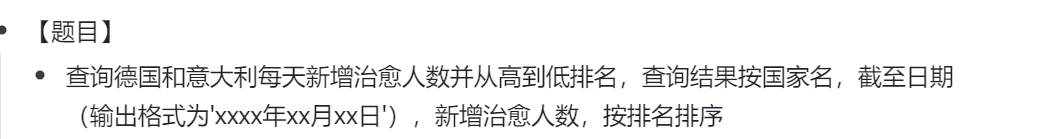 【题目】
查询德国和意大利每天新增治愈人数并从高到低排名，查询结果按国家名，截至日期
（输出格式为'xxxx年xx月xx日'），新增治愈人数，按排名排序